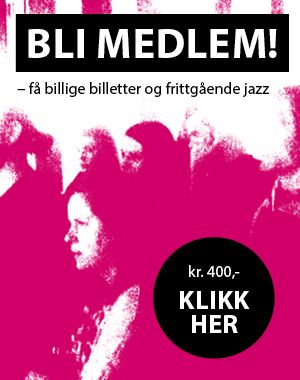 BLI MEDLEM!
– få billige billetter og frittgående jazz
kr. 400,-
KLIKK
HER